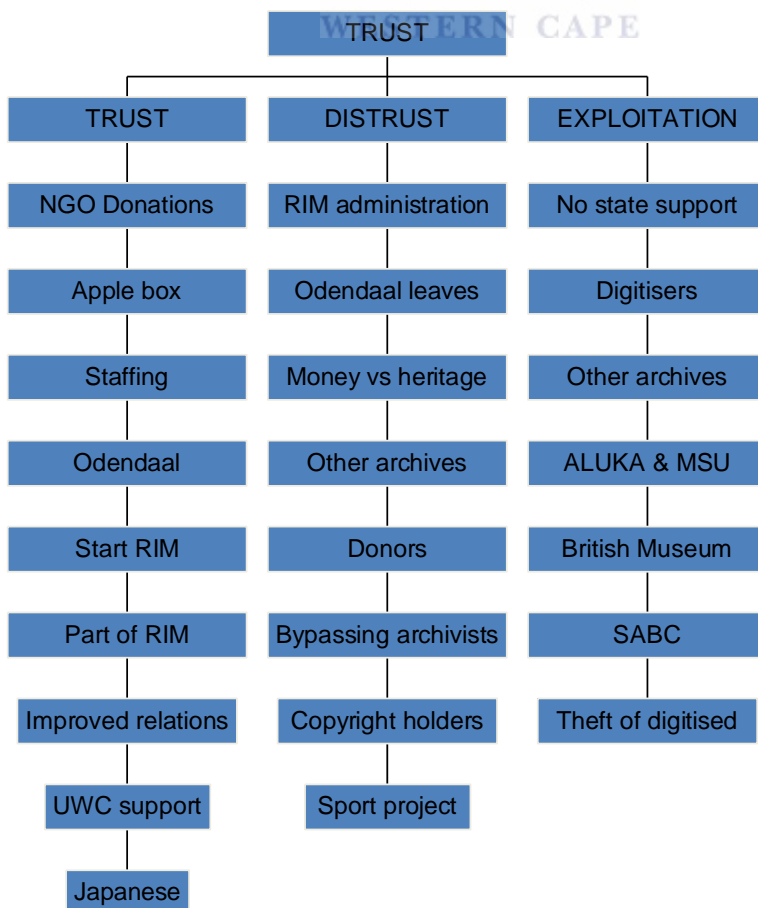 WESTERN CAPE
TRUST
TRUST
DISTRUST
EXPLOITATION
NGO Donations
RIM administration
No state support
Apple box
Odendaal leaves
Digitisers
Staffing
Money vs heritage
Other archives
Odendaal
Other archives
ALUKA & MSU
Start RIM
Donors
British Museum
Part of RIM
Bypassing archivists
SABC
Improved relations
Copyright holders
Theft of digitised
UWC support
Sport project
Japanese